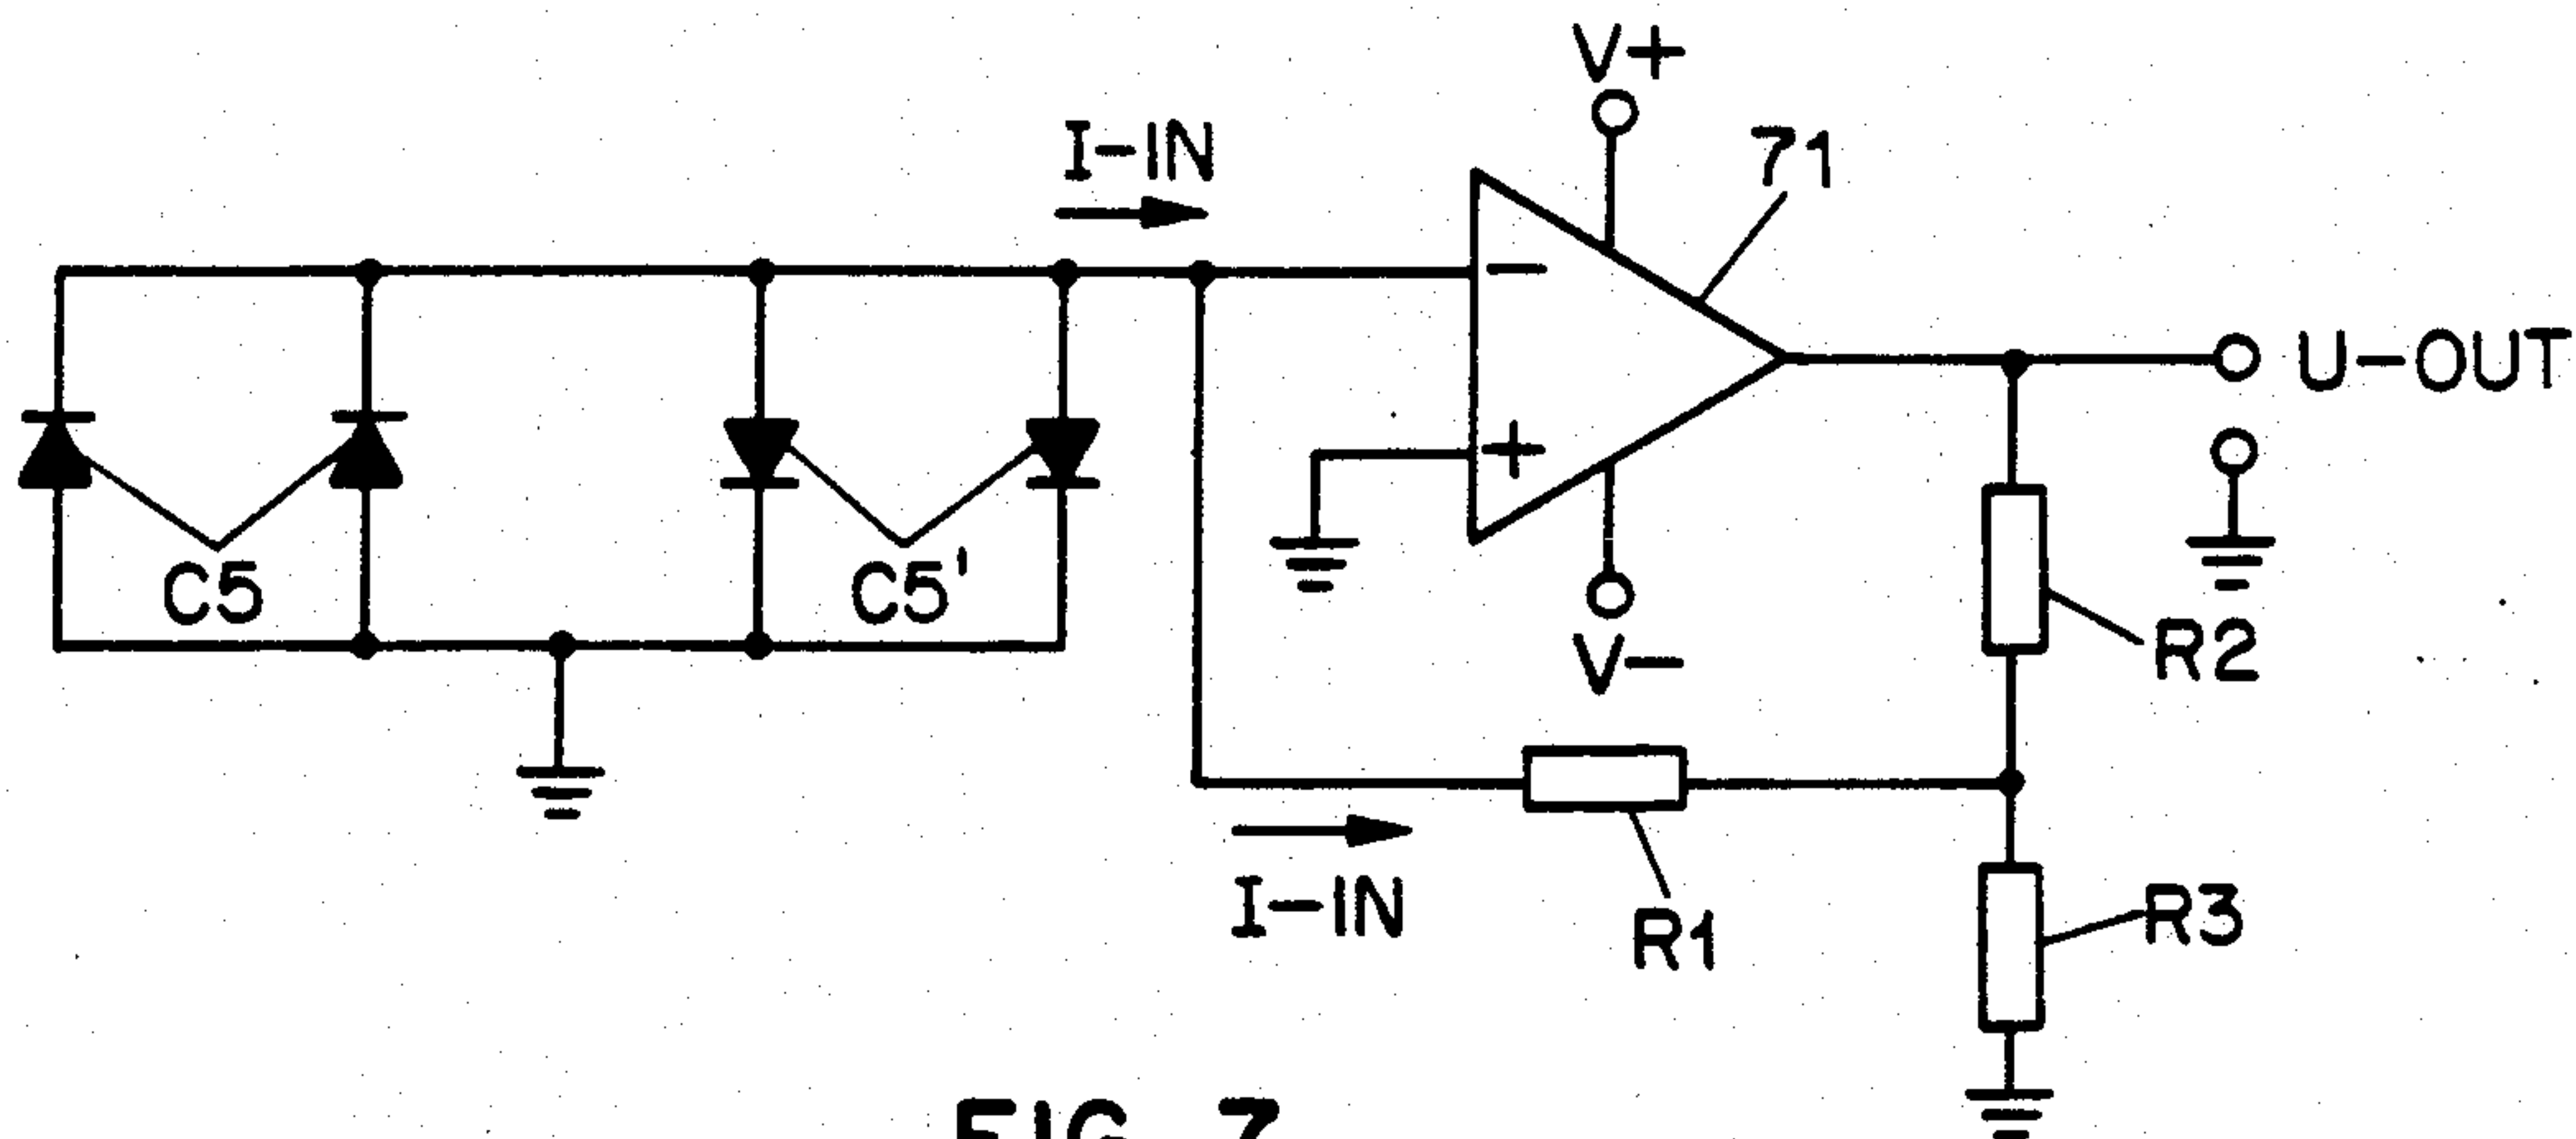 V+
I-IN
71
−
U-OUT
+
C5
C5'
V-
R2
I-IN
R1
R3
FIG. 7